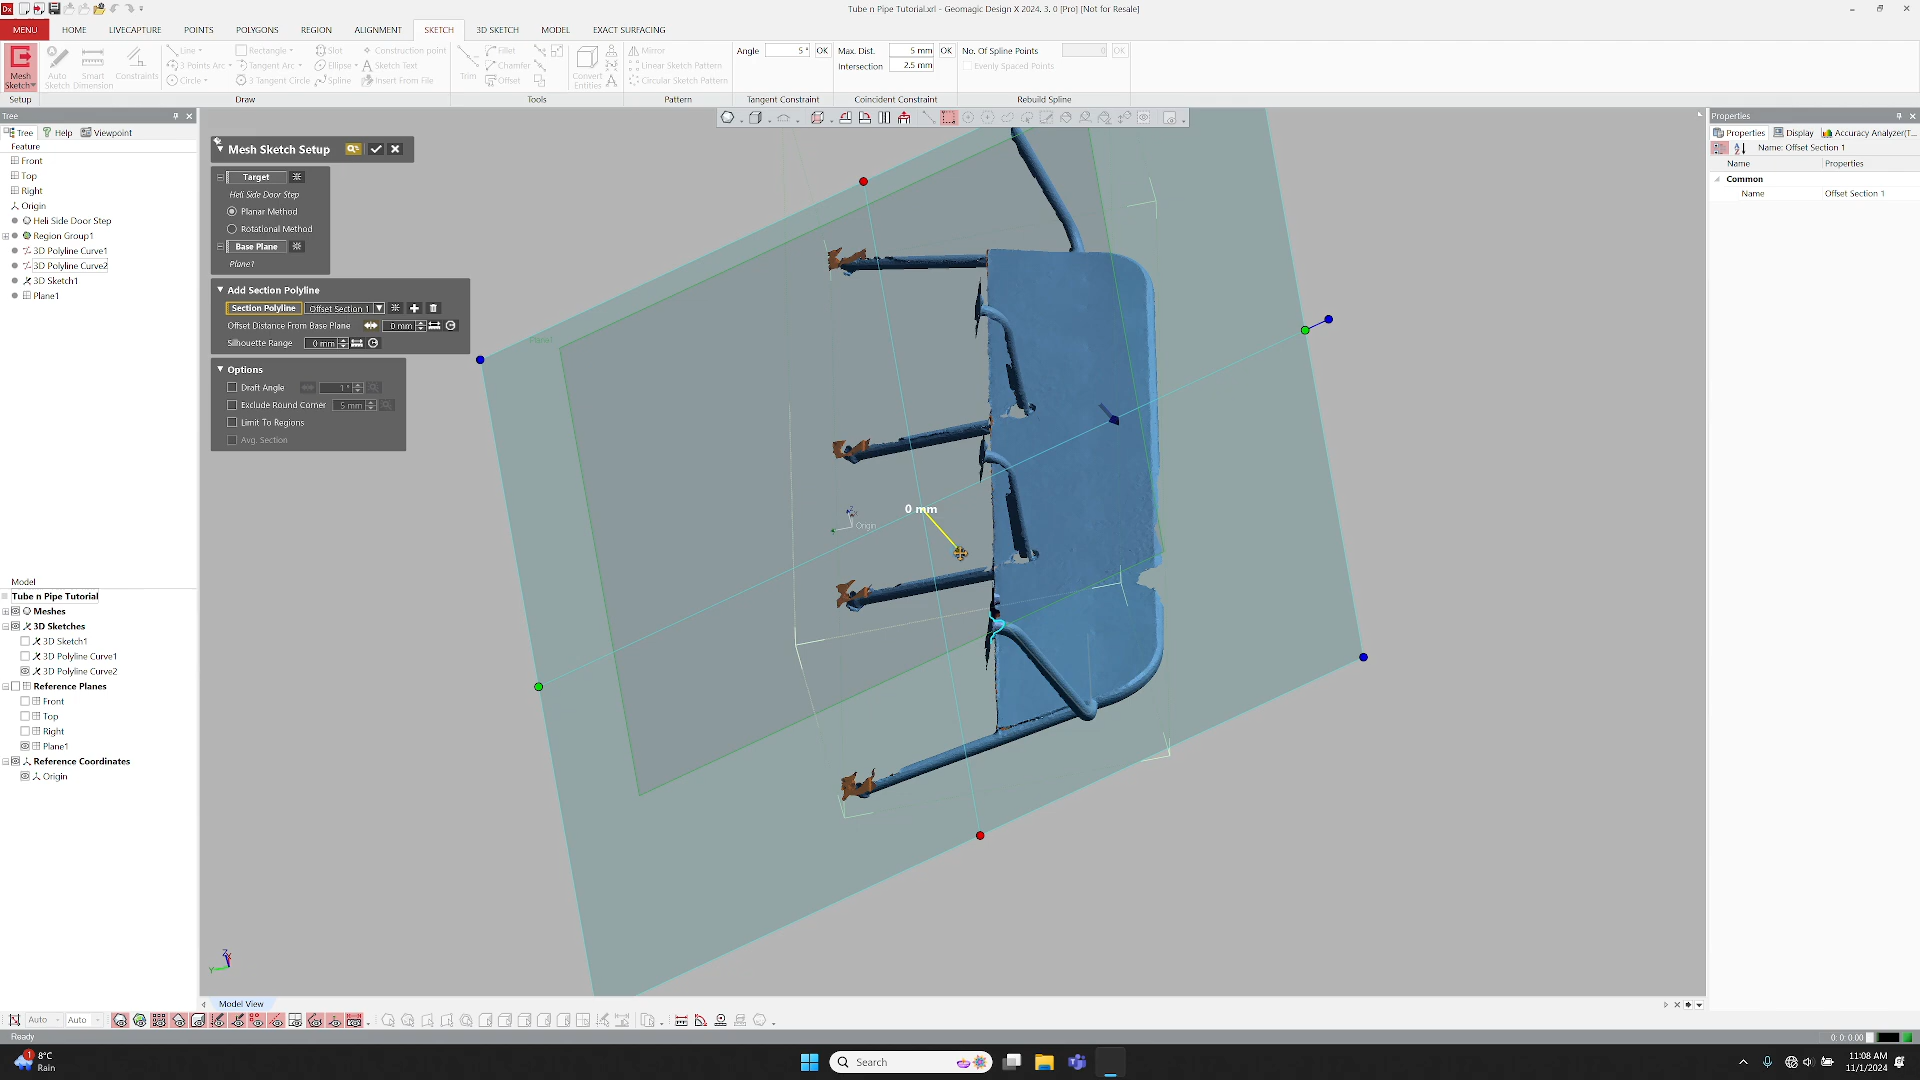 Tube n Pipe Tutorial.xrl - Geomagic Design X 2024. 3. 0 [Pro] [Not for Resale]
MENU HOME LIVECAPTURE POINTS POLYGONS REGION ALIGNMENT SKETCH 3D SKETCH MODEL EXACT SURFACING
Mesh Sketch
Auto Sketch
Smart Dimension
Constraints
Line Rectangle Slot Construction point
3 Points Arc Tangent Arc Ellipse Sketch Text
Circle 3 Tangent Circle Spline Insert From File
Trim Fillet
Chamfer
Offset
Convert Entities
Mirror
Linear Sketch Pattern
Circular Sketch Pattern
Angle 5 ° OK Max. Dist. 5 mm OK No. Of Spline Points 0 OK
Intersection 2.5 mm Evenly Spaced Points
Setup Draw Tools Pattern Tangent Constraint Coincident Constraint Rebuild Spline
Tree
Tree Help Viewpoint
Feature
Front
Top
Right
Origin
Heli Side Door Step
Region Group1
3D Polyline Curve1
3D Polyline Curve2
3D Sketch1
Plane1
Model
Tube n Pipe Tutorial
Meshes
3D Sketches
3D Sketch1
3D Polyline Curve1
3D Polyline Curve2
Reference Planes
Front
Top
Right
Plane1
Reference Coordinates
Origin
Mesh Sketch Setup
Target
Heli Side Door Step
Planar Method
Rotational Method
Base Plane
Plane1
Add Section Polyline
Section Polyline Offset Section 1
Offset Distance From Base Plane 0 mm
Silhouette Range 0 mm
Options
Draft Angle 1 °
Exclude Round Corner 5 mm
Limit To Regions
Avg. Section
Plane1
0 mm
Origin
Z
Y
Properties
Properties Display Accuracy Analyzer(T...
Name: Offset Section 1
Name Properties
Common
Name Offset Section 1
Model View
Auto Auto
Ready
0: 0: 0.00
1
8°C
Rain
Search
11:08 AM
11/1/2024